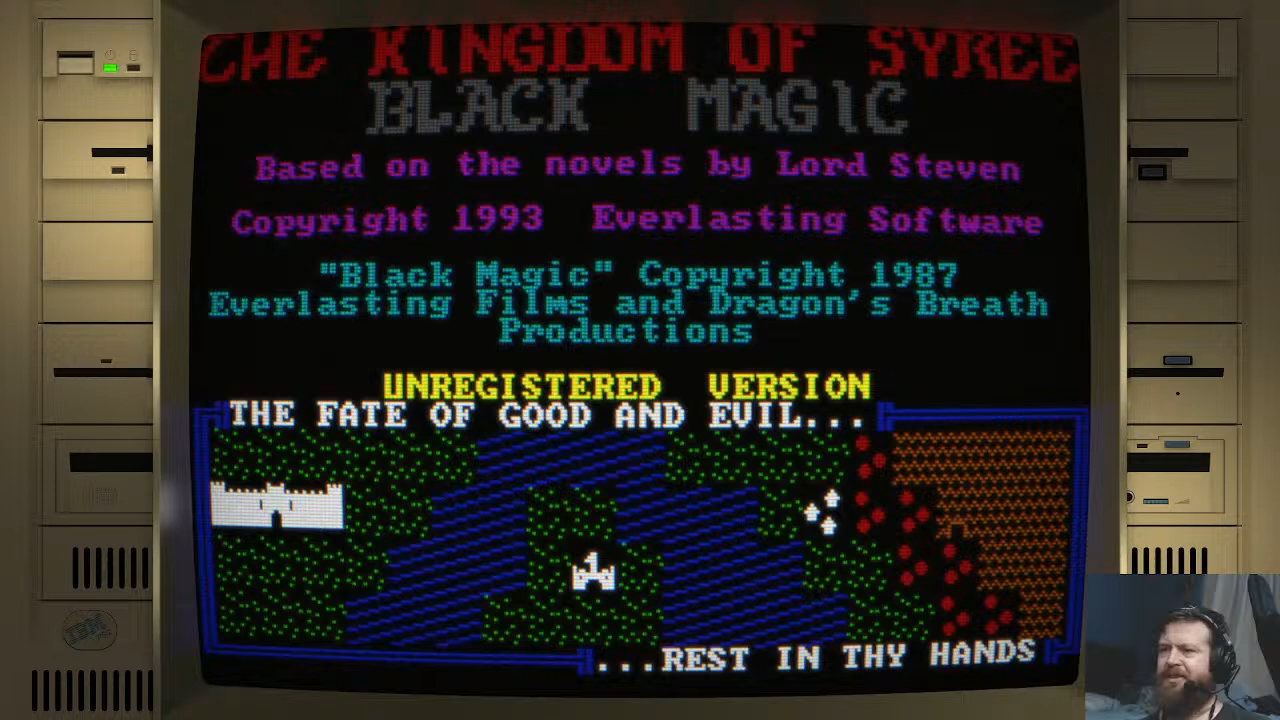 THE KINGDOM OF SYREE
BLACK MAGIC
Based on the novels by Lord Steven
Copyright 1993 Everlasting Software
"Black Magic" Copyright 1987
Everlasting Films and Dragon's Breath
Productions
UNREGISTERED VERSION
THE FATE OF GOOD AND EVIL...
...REST IN THY HANDS
IBM